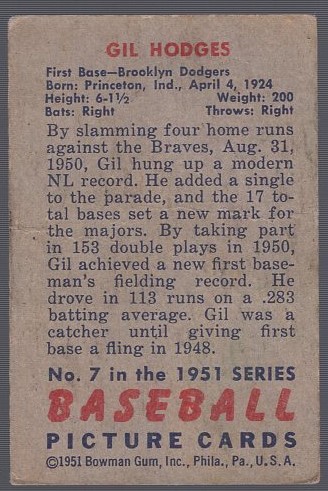 GIL HODGES
First Base—Brooklyn Dodgers
Born: Princeton, Ind., April 4, 1924
Height: 6-1½ Weight: 200
Bats: Right Throws: Right
By slamming four home runs
against the Braves, Aug. 31,
1950, Gil hung up a modern
NL record. He added a single
to the parade, and the 17 to-
tal bases set a new mark for
the majors. By taking part
in 153 double plays in 1950,
Gil achieved a new first base-
man's fielding record. He
drove in 113 runs on a .283
batting average. Gil was a
catcher until giving first
base a fling in 1948.
No. 7 in the 1951 SERIES
BASEBALL
PICTURE CARDS
©1951 Bowman Gum, Inc., Phila., Pa., U.S.A.